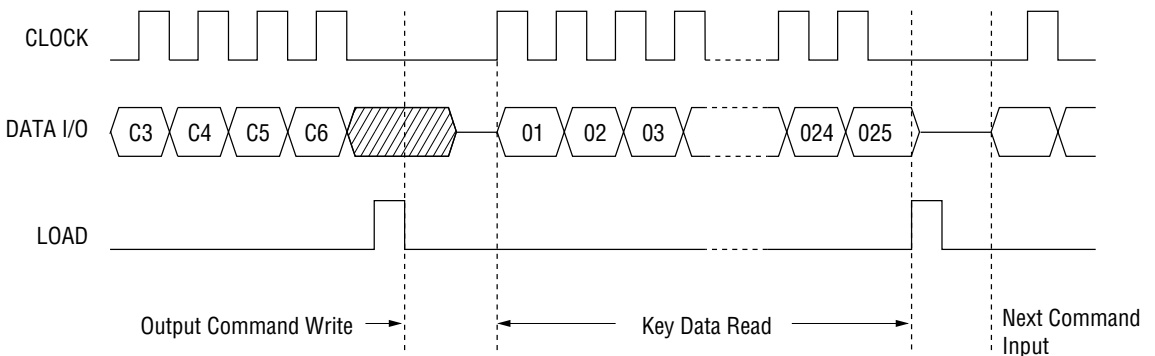 CLOCK
DATA I/O
C3 C4 C5 C6 01 02 03 024 025
LOAD
Output Command Write
Key Data Read
Next Command
Input